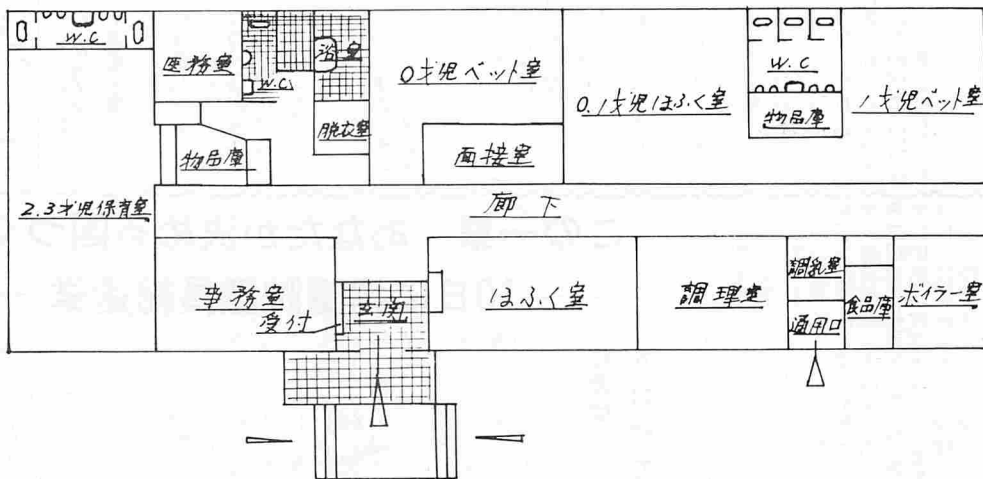 W.C
医務室
W.C
浴室
脱衣室
物品庫
0才児ベット室
面接室
0.1才児ほふく室
W.C
物品庫
1才児ベット室
2.3才児保育室
廊下
事務室
受付
玄関
ほふく室
調理室
調乳室
通用口
食品庫
ボイラー室